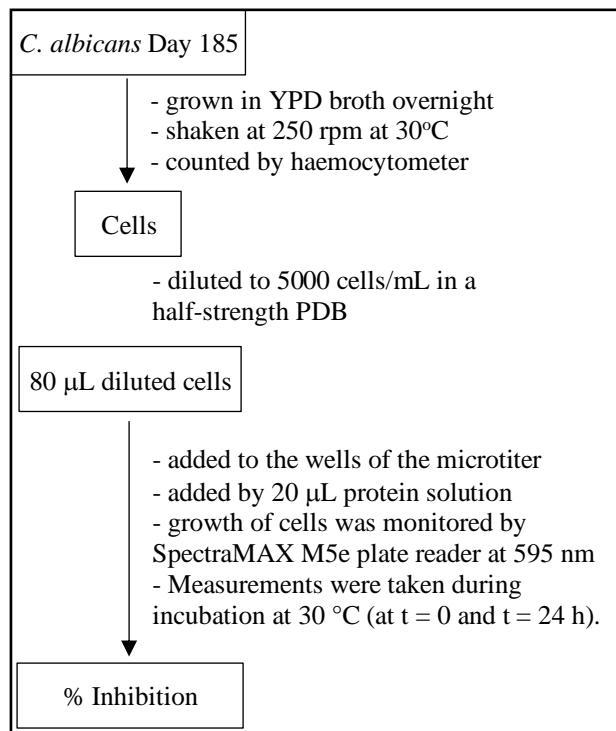 C. albicans Day 185
- grown in YPD broth overnight
- shaken at 250 rpm at 30°C
- counted by haemocytometer
Cells
- diluted to 5000 cells/mL in a
half-strength PDB
80 μL diluted cells
- added to the wells of the microtiter
- added by 20 μL protein solution
- growth of cells was monitored by
SpectraMAX M5e plate reader at 595 nm
- Measurements were taken during
incubation at 30 °C (at t = 0 and t = 24 h).
% Inhibition